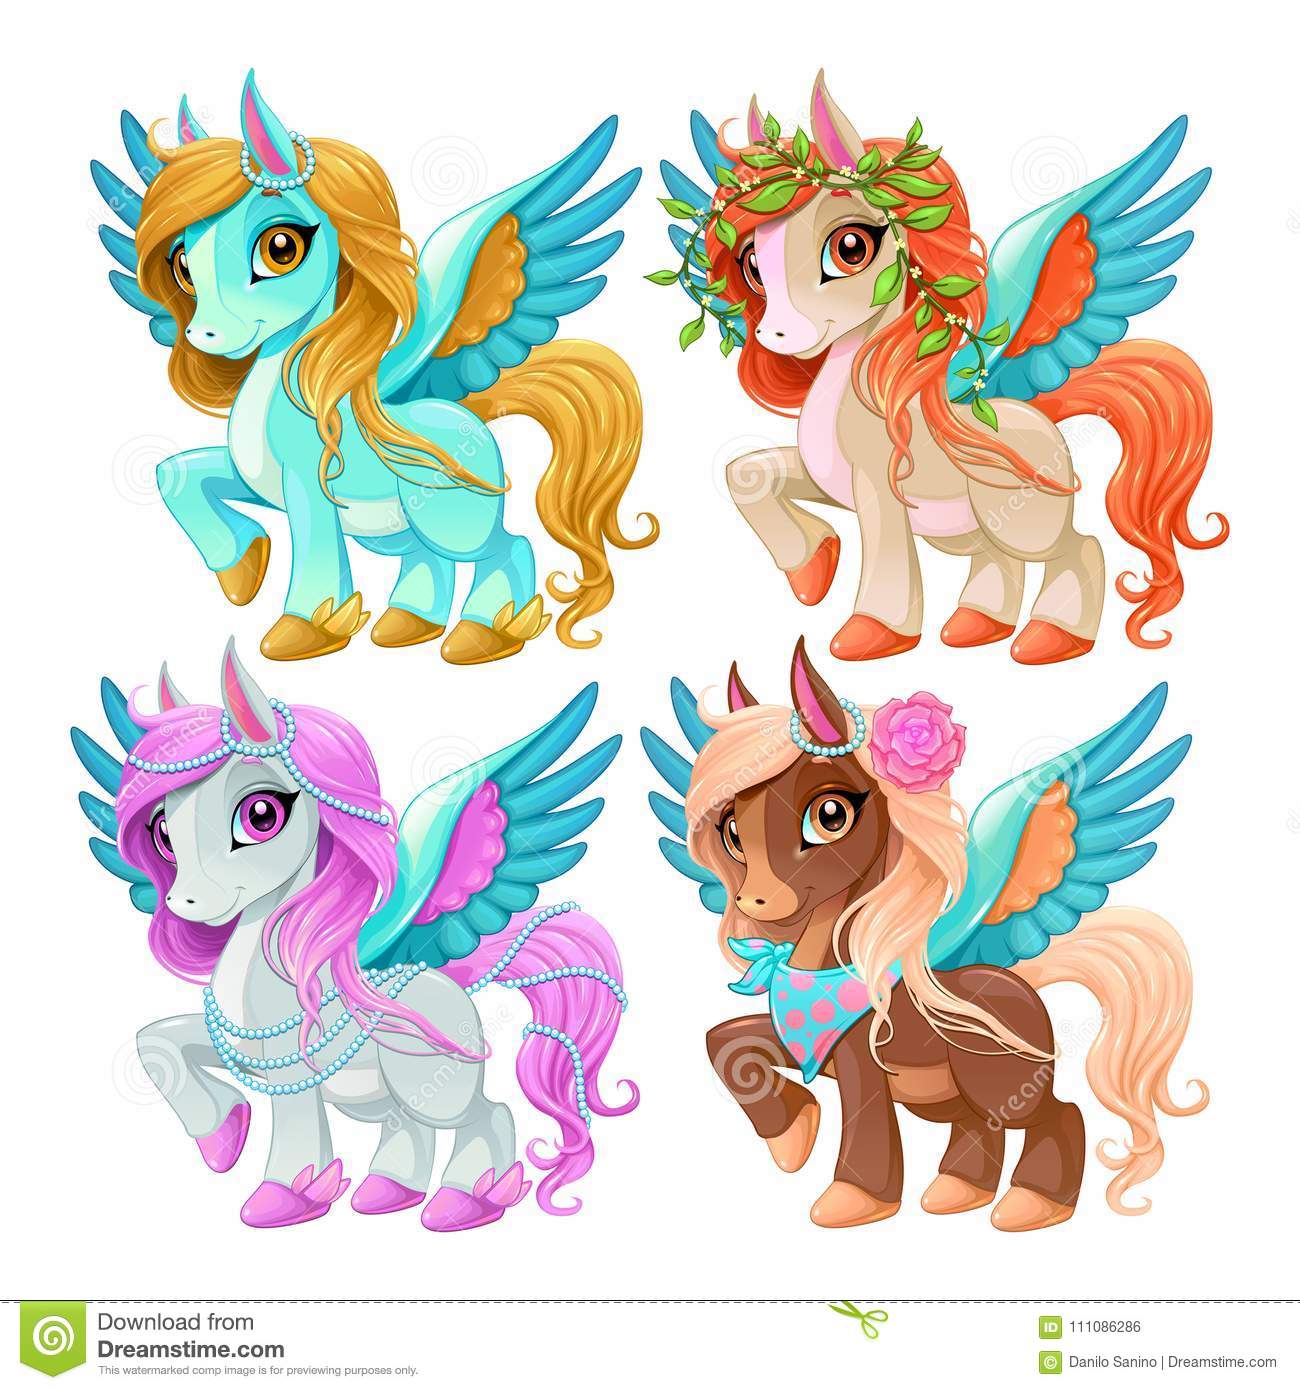 Download from
Dreamstime.com
This watermarked comp image is for previewing purposes only.
ID 111086286
© Danilo Sanino | Dreamstime.com